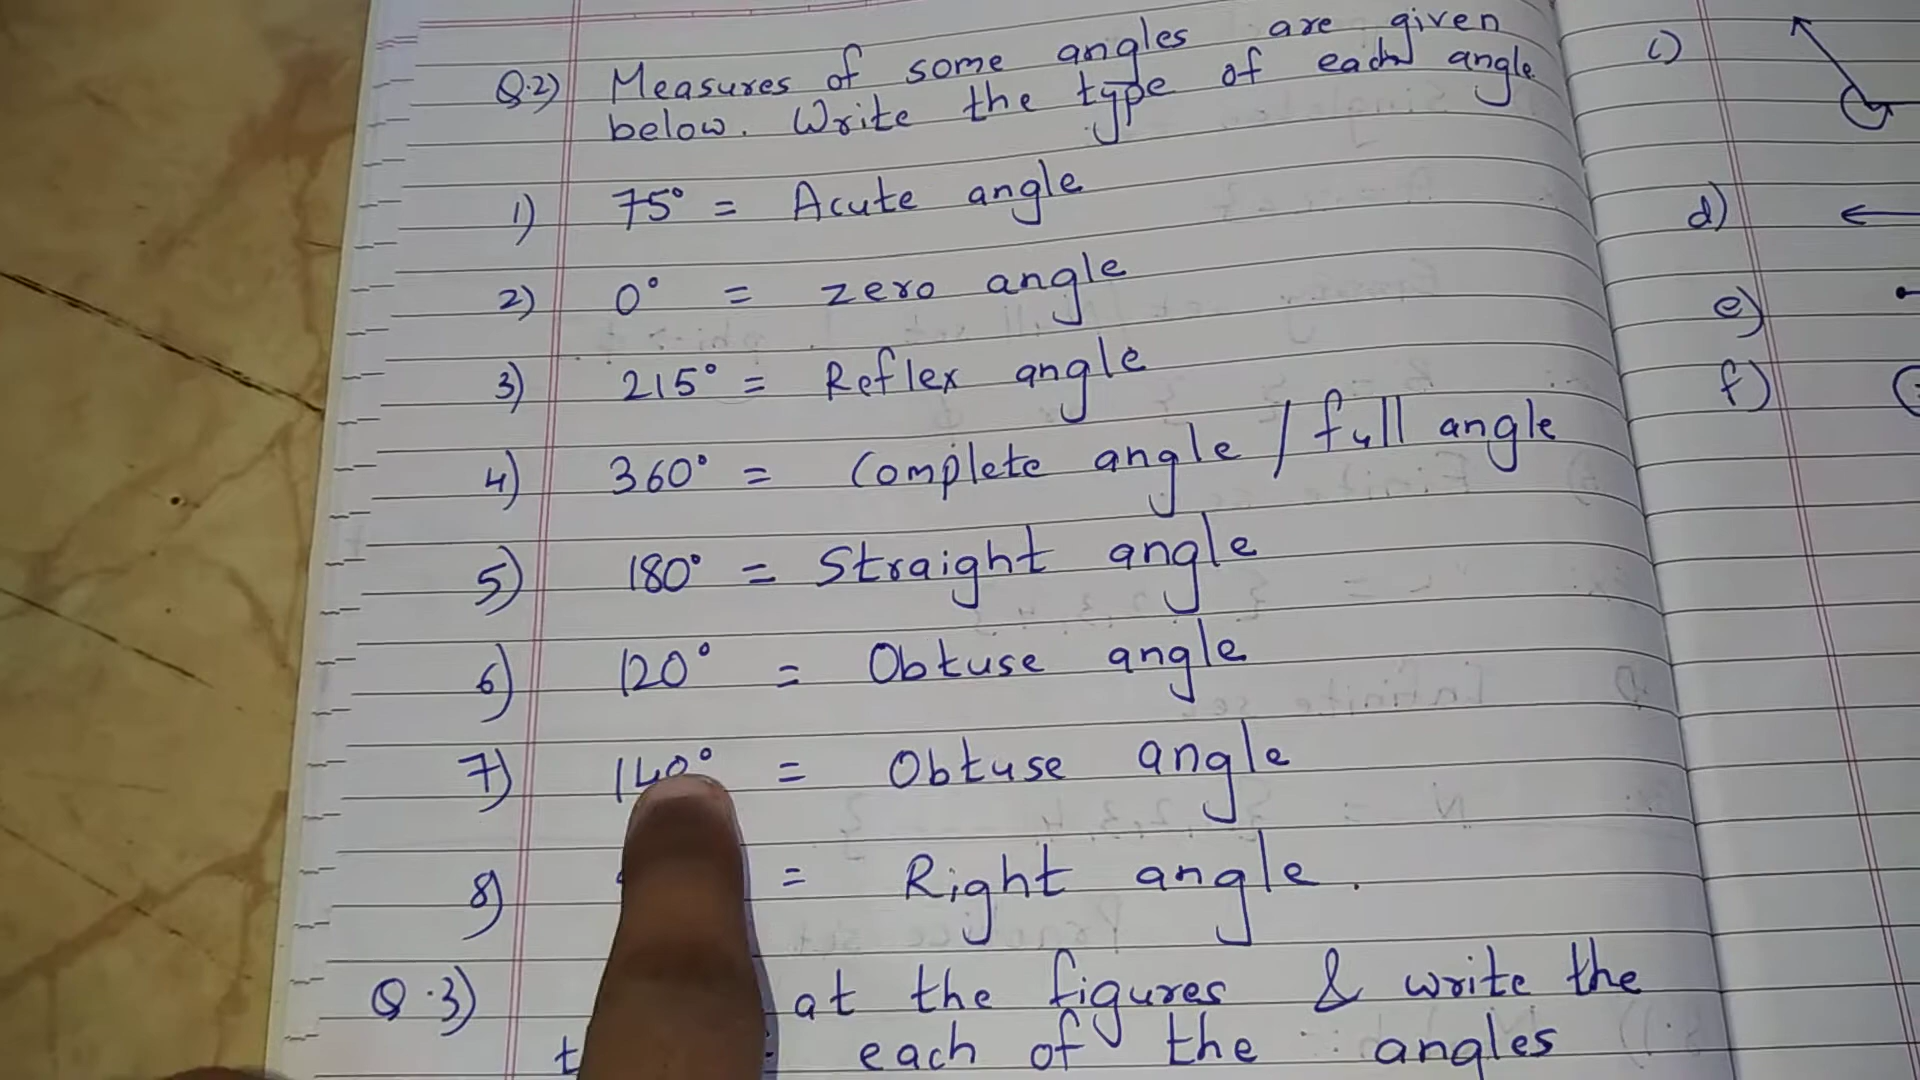 Q.2) Measures of some angles are given
below. Write the type of each angle.
1) 75° = Acute angle
2) 0° = zero angle
3) 215° = Reflex angle
4) 360° = Complete angle / full angle
5) 180° = Straight angle
6) 120° = Obtuse angle
7) 140° = Obtuse angle
8) = Right angle.
Q.3) at the figures & write the
each of the angles
c)
d)
e)
f)